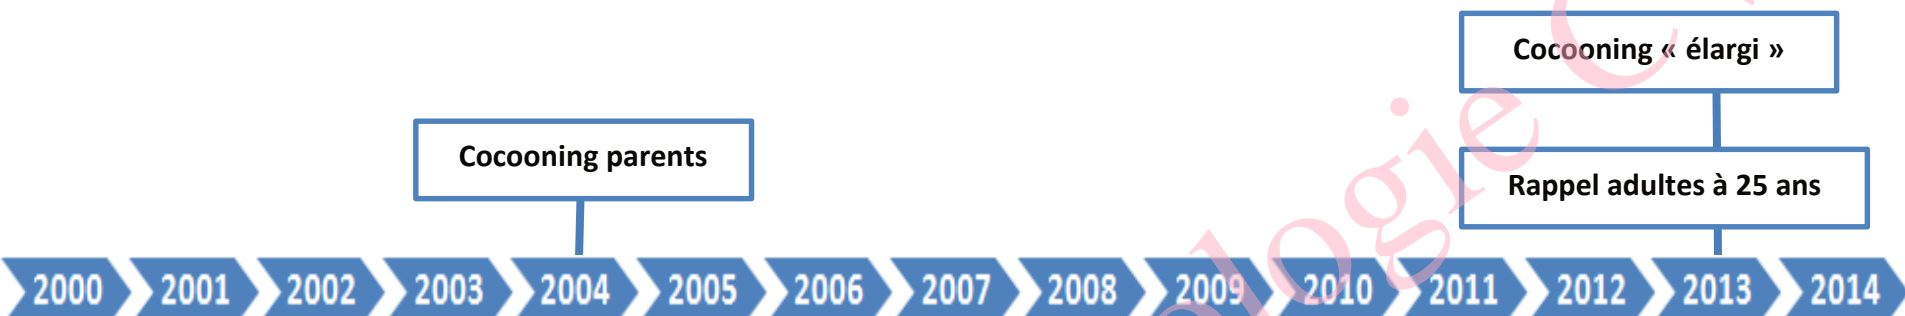 Cocooning « élargi »
Cocooning parents
Rappel adultes à 25 ans
2000 2001 2002 2003 2004 2005 2006 2007 2008 2009 2010 2011 2012 2013 2014